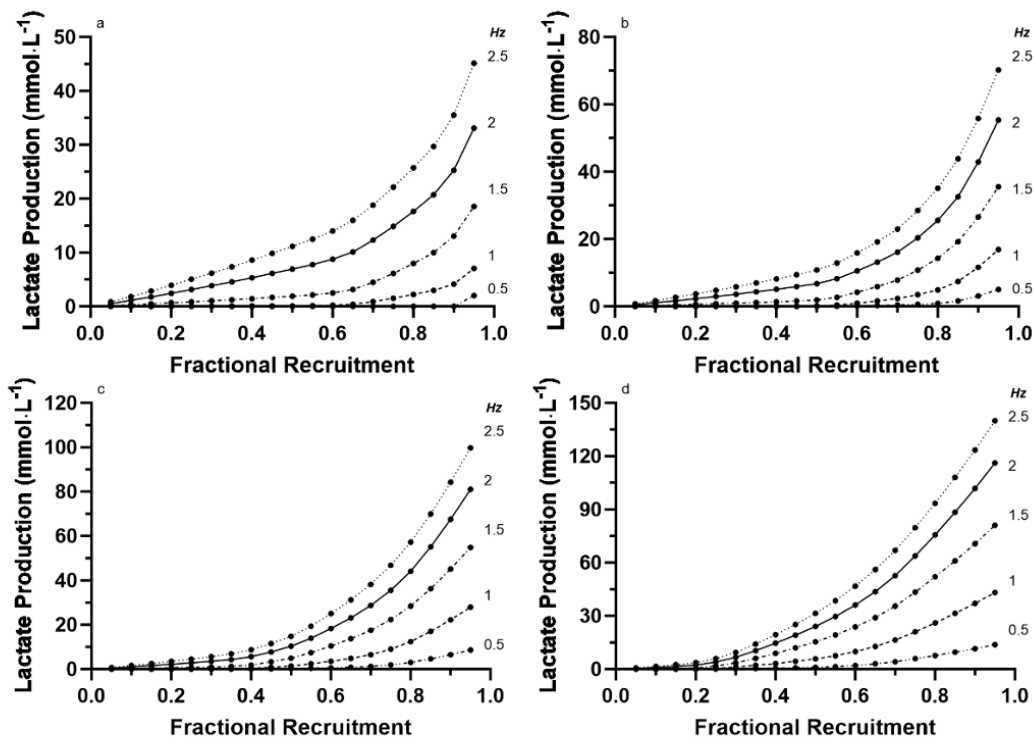 a
Hz
50
40
30
20
10
0
Lactate Production (mmol·L⁻¹)
2.5
2
1.5
1
0.5
0.0 0.2 0.4 0.6 0.8 1.0
Fractional Recruitment
b
Hz
80
60
40
20
0
Lactate Production (mmol·L⁻¹)
2.5
2
1.5
1
0.5
0.0 0.2 0.4 0.6 0.8 1.0
Fractional Recruitment
c
Hz
120
100
80
60
40
20
0
Lactate Production (mmol·L⁻¹)
2.5
2
1.5
1
0.5
0.0 0.2 0.4 0.6 0.8 1.0
Fractional Recruitment
d
Hz
150
120
90
60
30
0
Lactate Production (mmol·L⁻¹)
2.5
2
1.5
1
0.5
0.0 0.2 0.4 0.6 0.8 1.0
Fractional Recruitment